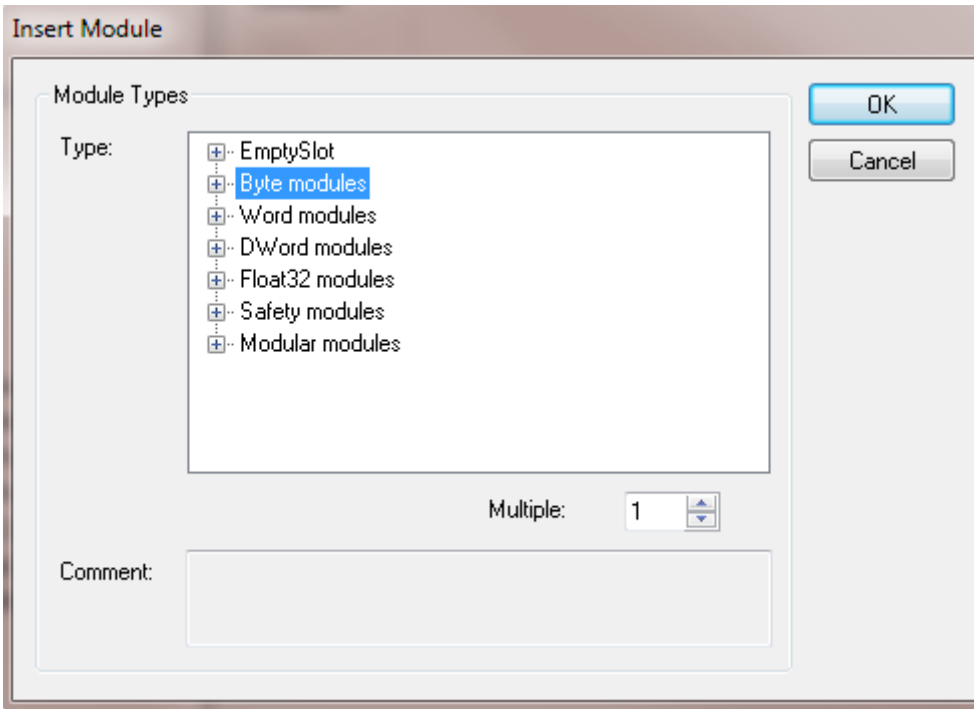 Insert Module
Module Types
OK
Type:
EmptySlot
Cancel
Byte modules
Word modules
DWord modules
Float32 modules
Safety modules
Modular modules
Multiple: 1
Comment: